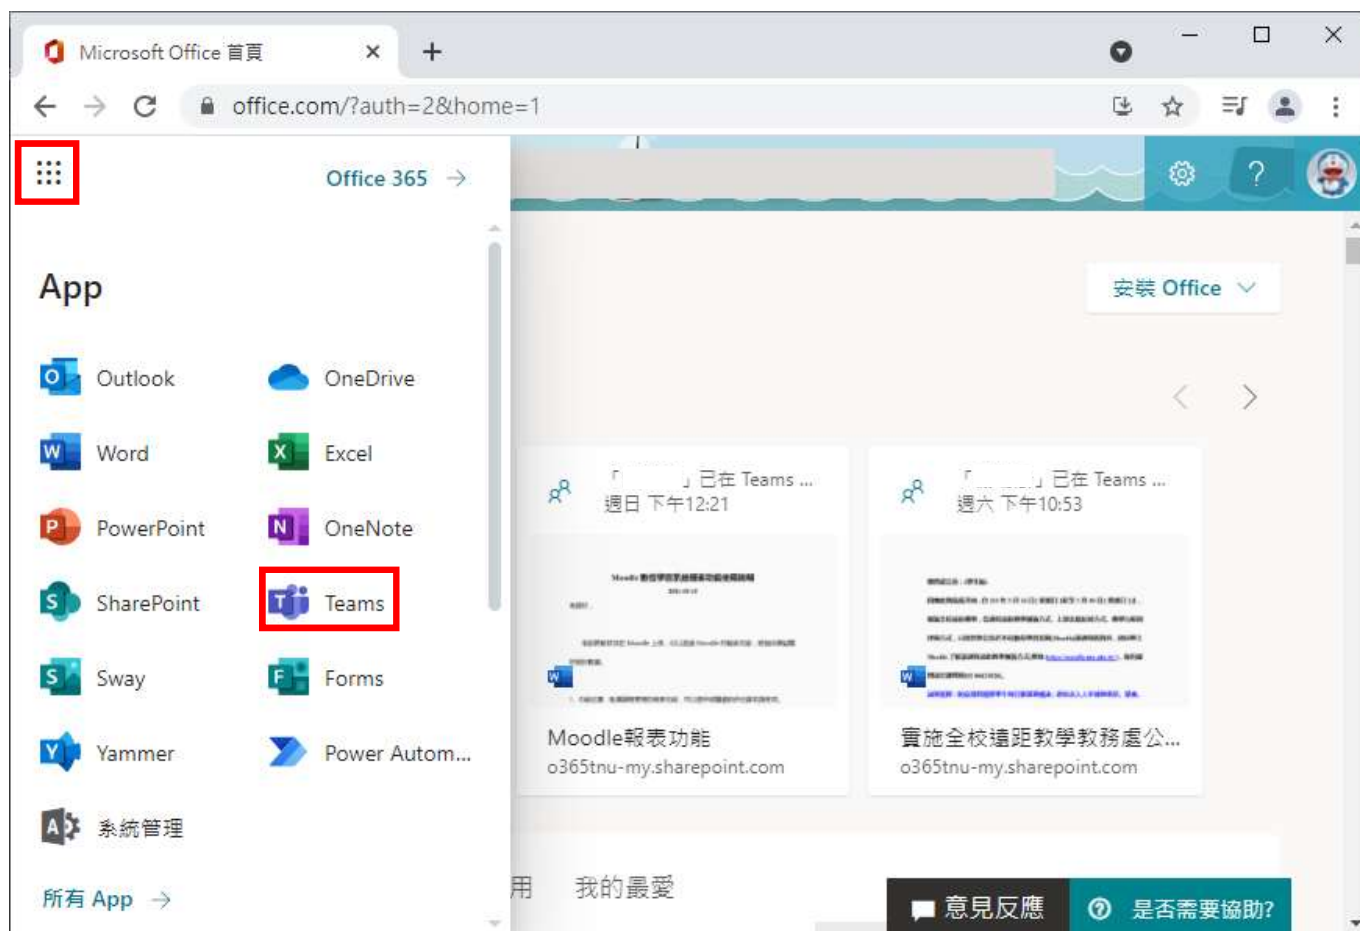 Microsoft Office 首頁
office.com/?auth=2&home=1
Office 365 →
App
Outlook
OneDrive
Word
Excel
PowerPoint
OneNote
SharePoint
Teams
Sway
Forms
Yammer
Power Autom...
系統管理
所有 App →
安裝 Office
「 」已在 Teams ...
週日 下午12:21
Moodle報表功能
o365tnu-my.sharepoint.com
「 」已在 Teams ...
週六 下午10:53
實施全校遠距教學教務處公...
o365tnu-my.sharepoint.com
用
我的最愛
意見反應
是否需要協助?